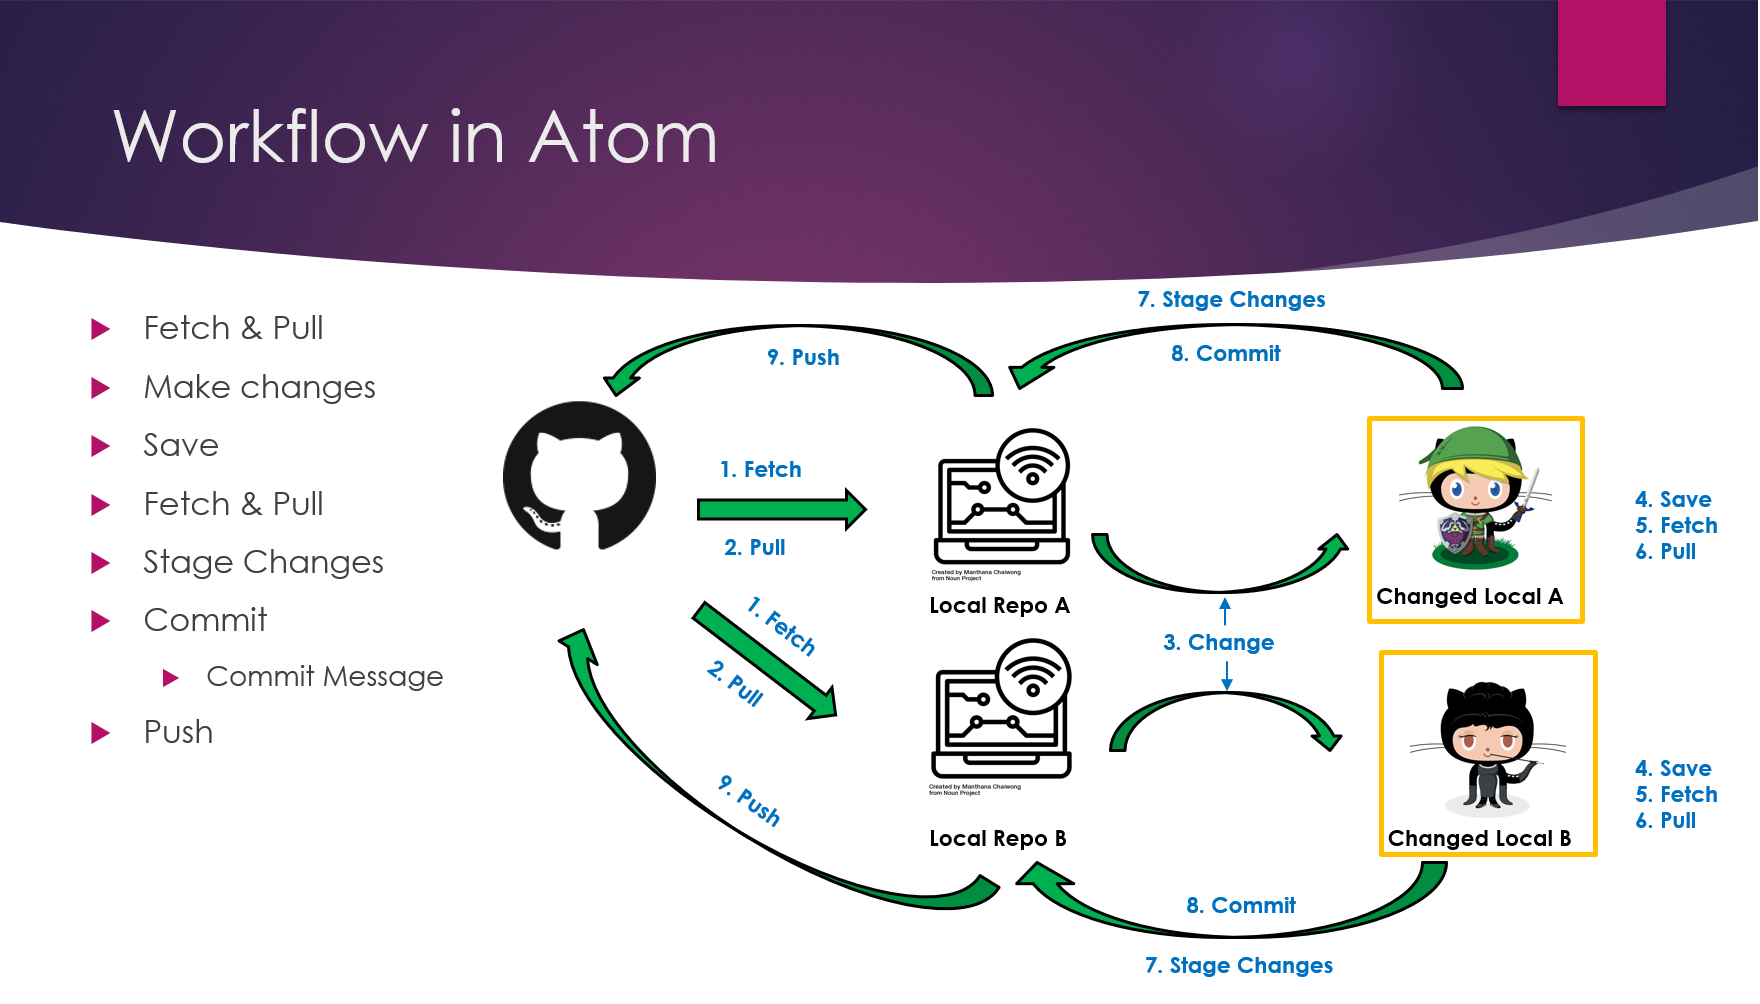 Workflow in Atom
Fetch & Pull
Make changes
Save
Fetch & Pull
Stage Changes
Commit
Commit Message
Push
7. Stage Changes
8. Commit
9. Push
1. Fetch
2. Pull
Created by Manthana Chaiwong
from Noun Project
Local Repo A
Changed Local A
4. Save
5. Fetch
6. Pull
1. Fetch
2. Pull
3. Change
Created by Manthana Chaiwong
from Noun Project
Local Repo B
Changed Local B
4. Save
5. Fetch
6. Pull
9. Push
8. Commit
7. Stage Changes